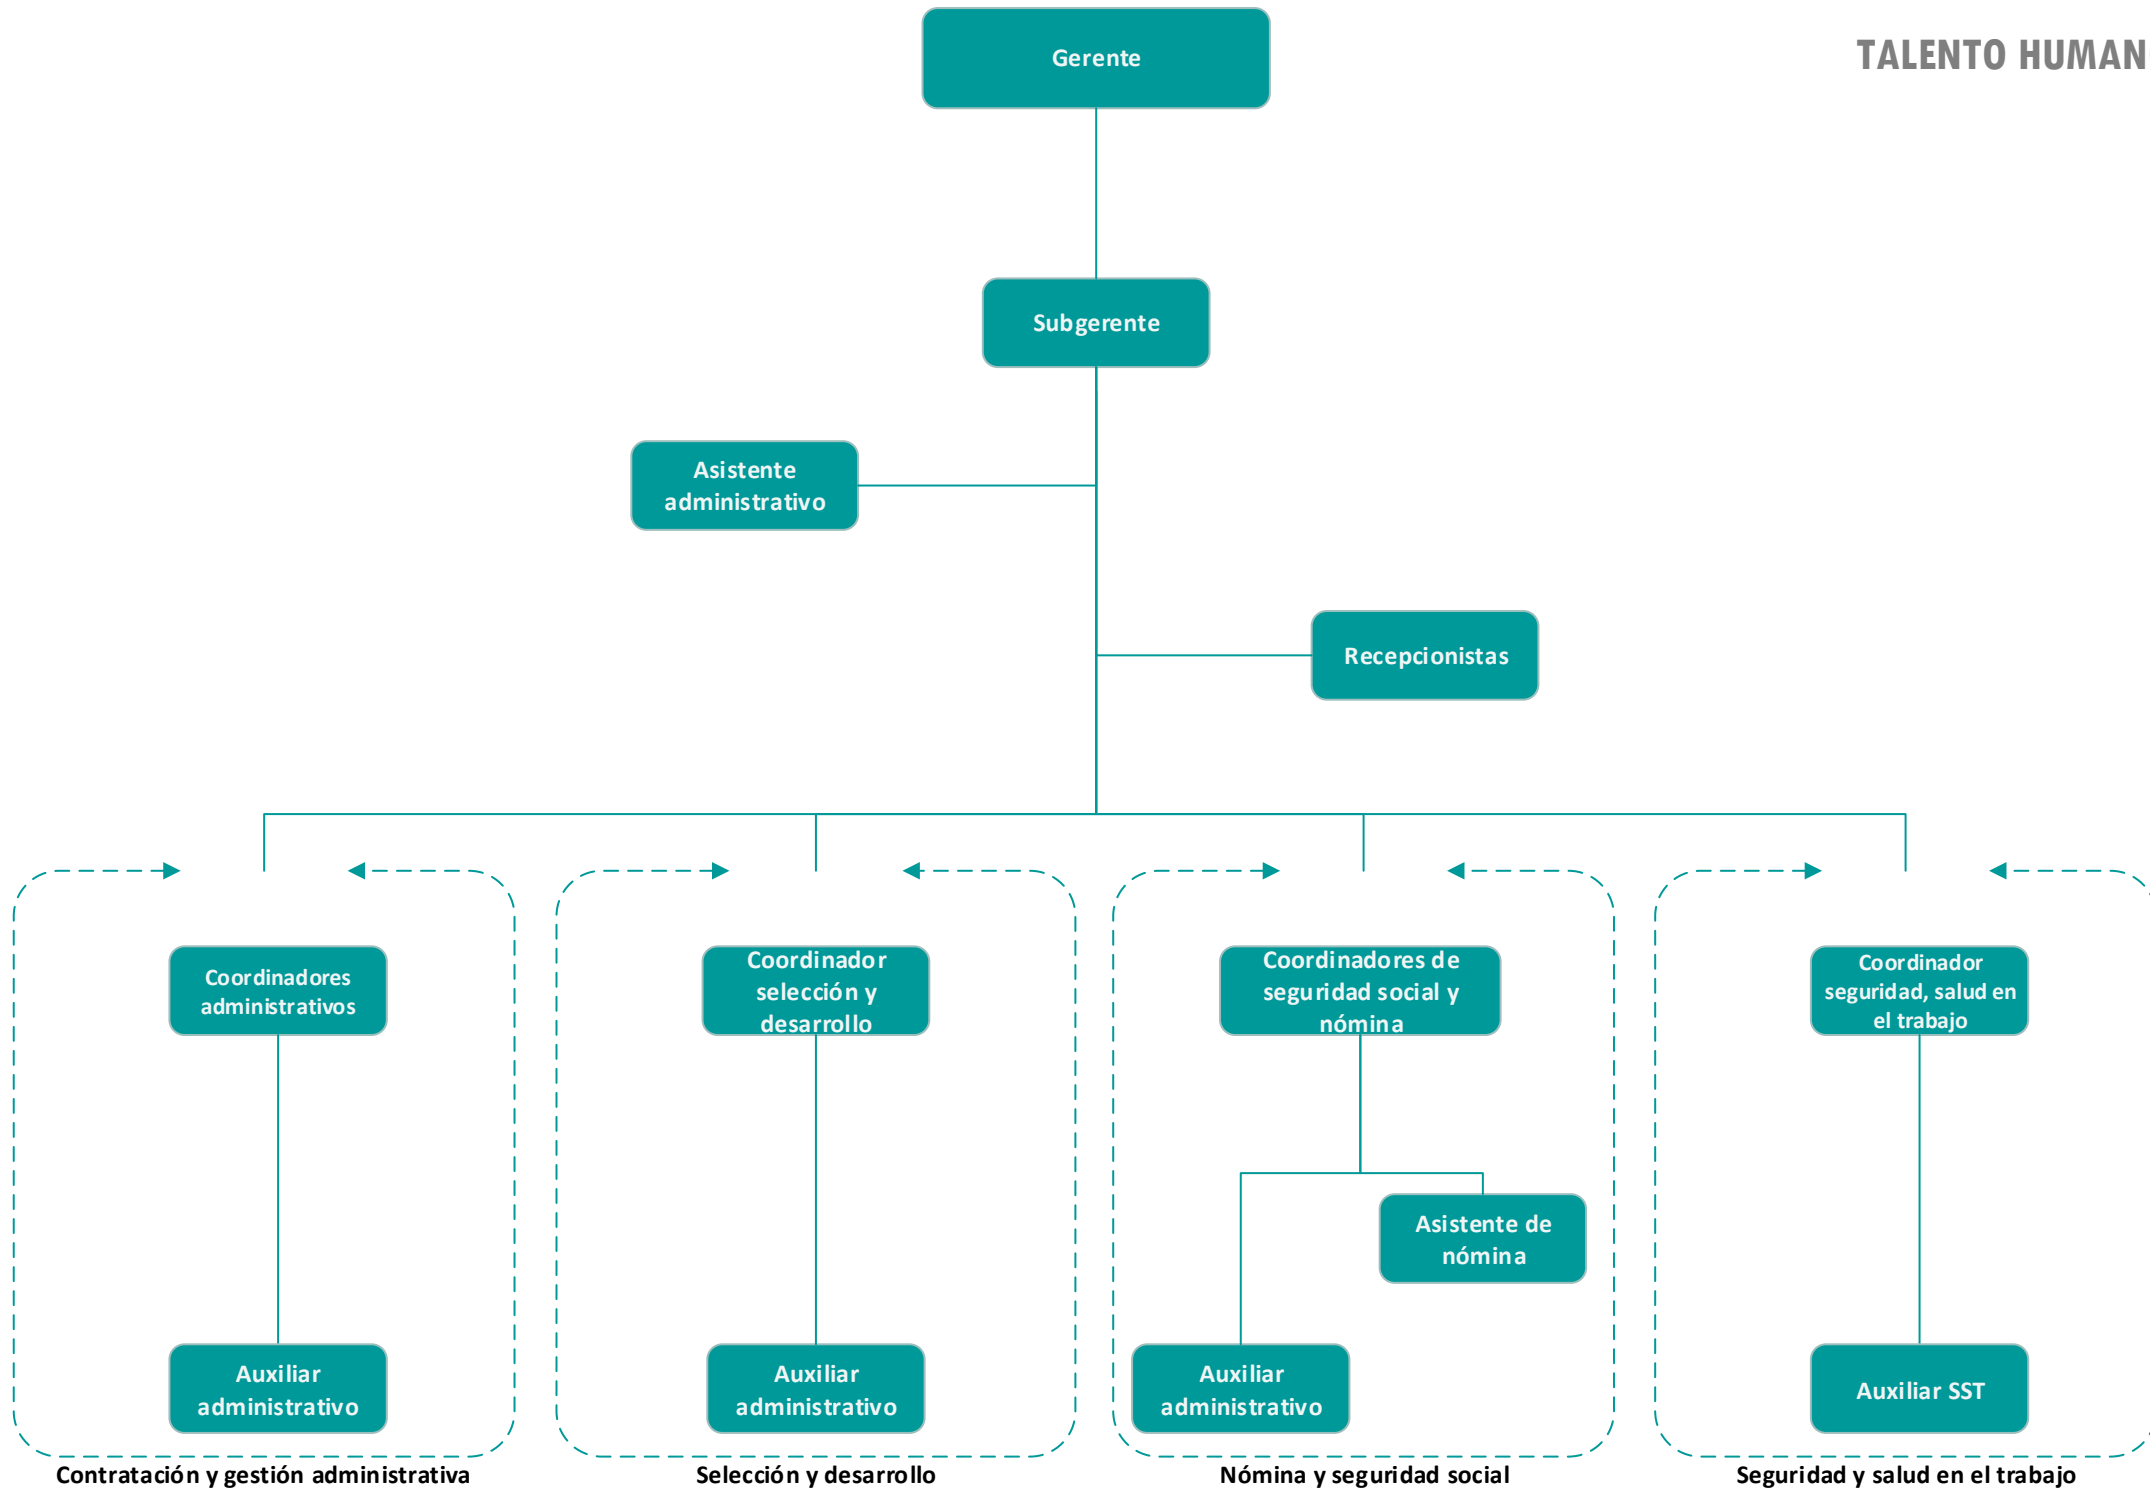 TALENTO HUMAN
Gerente
Subgerente
Asistente
administrativo
Recepcionistas
Coordinadores
administrativos
Coordinador
selección y
desarrollo
Coordinadores de
seguridad social y
nómina
Coordinador
seguridad, salud en
el trabajo
Asistente de
nómina
Auxiliar
administrativo
Auxiliar
administrativo
Auxiliar
administrativo
Auxiliar SST
Contratación y gestión administrativa
Selección y desarrollo
Nómina y seguridad social
Seguridad y salud en el trabajo